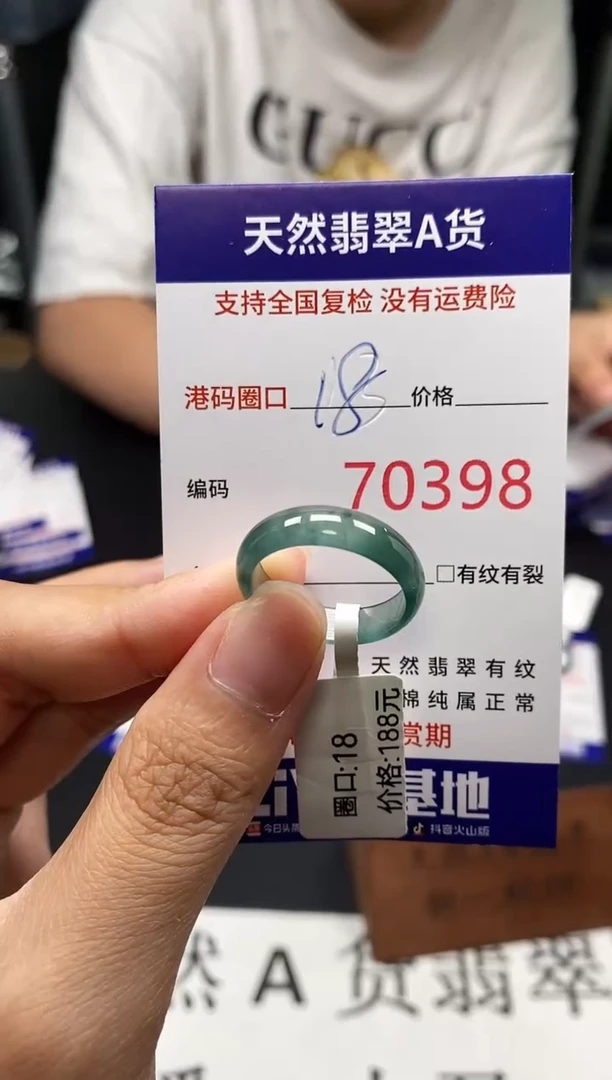 GUCCI
天然翡翠A货
支持全国复检 没有运费险
港码圈口 18 价格
编码 70398
□有纹有裂
天然翡翠有纹
棉纯属正常
赏期
圈口:18
价格:188元
基地
今日头 抖音火山版
然A货翡翠